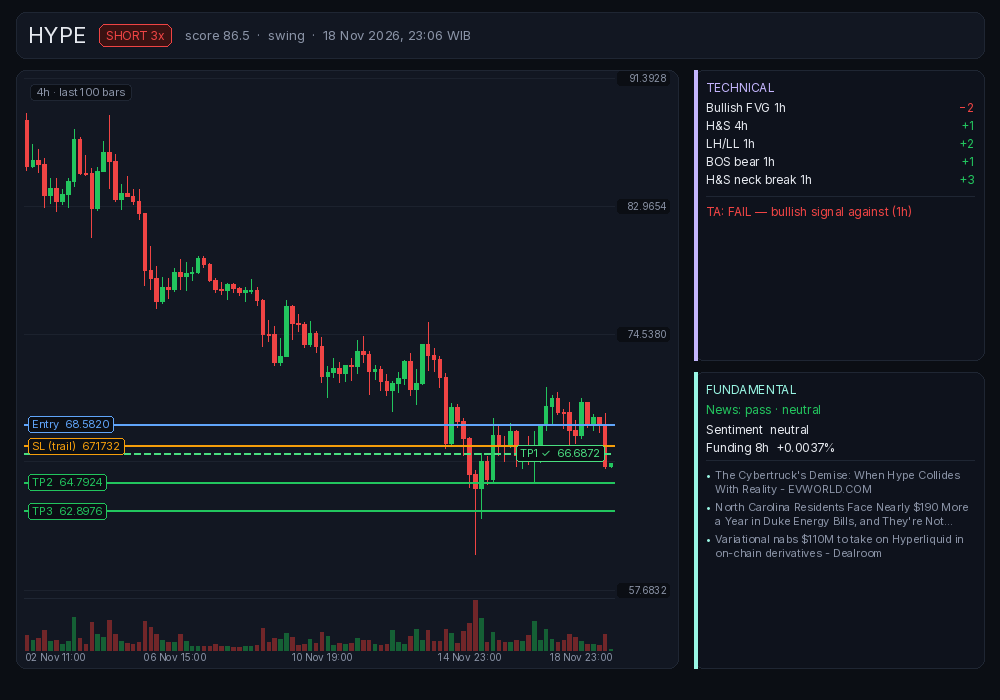 HYPE SHORT 3x score 86.5 · swing · 18 Nov 2026, 23:06 WIB
4h · last 100 bars
91.3928
82.9654
74.5380
Entry 68.5820
SL (trail) 67.1732
TP1 ✓ 66.6872
TP2 64.7924
TP3 62.8976
57.6832
02 Nov 11:00 06 Nov 15:00 10 Nov 19:00 14 Nov 23:00 18 Nov 23:00
TECHNICAL
Bullish FVG 1h −2
H&S 4h +1
LH/LL 1h +2
BOS bear 1h +1
H&S neck break 1h +3
TA: FAIL — bullish signal against (1h)
FUNDAMENTAL
News: pass · neutral
Sentiment neutral
Funding 8h +0.0037%
• The Cybertruck's Demise: When Hype Collides
With Reality - EVWORLD.COM
• North Carolina Residents Face Nearly $190 More
a Year in Duke Energy Bills, and They're Not...
• Variational nabs $110M to take on Hyperliquid in
on-chain derivatives - Dealroom